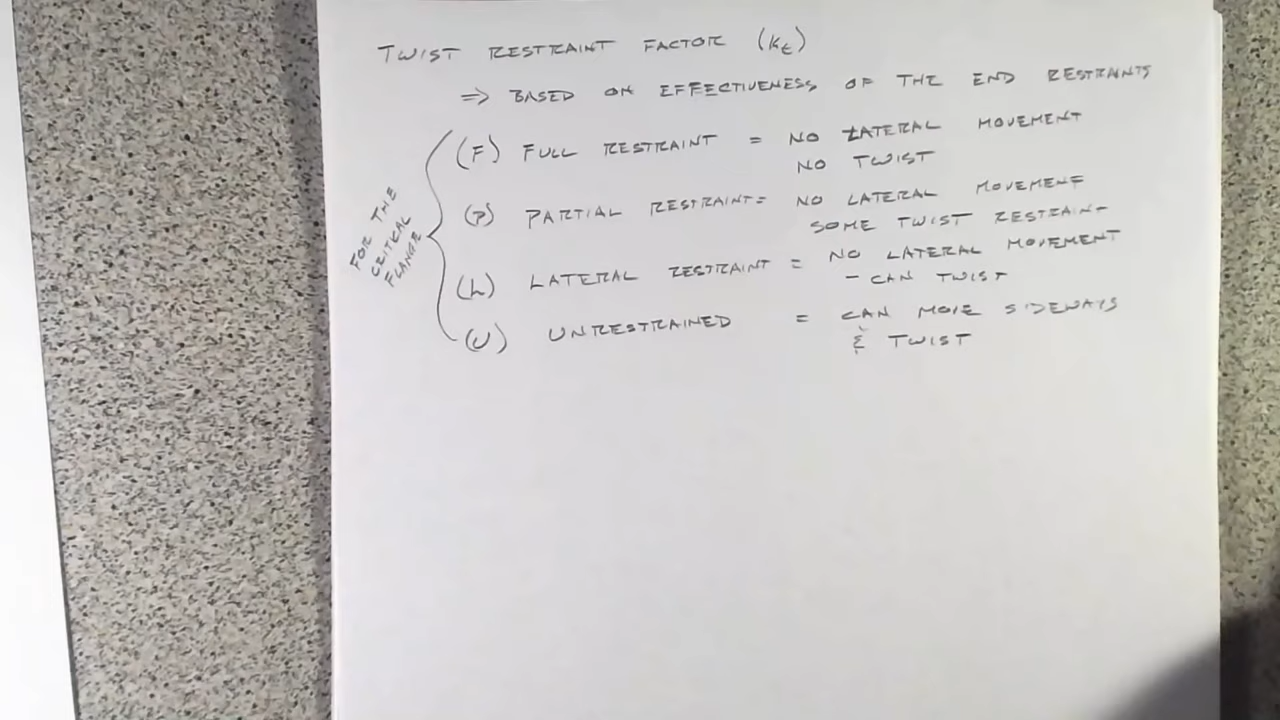 TWIST RESTRAINT FACTOR (kt)
⇒ BASED ON EFFECTIVENESS OF THE END RESTRAINTS
FOR THE
CRITICAL
FLANGE
(F) FULL RESTRAINT = NO LATERAL MOVEMENT
NO TWIST
(P) PARTIAL RESTRAINT = NO LATERAL MOVEMENT
SOME TWIST RESTRAINT
(L) LATERAL RESTRAINT = NO LATERAL MOVEMENT
- CAN TWIST
(U) UNRESTRAINED = CAN MOVE SIDEWAYS
& TWIST